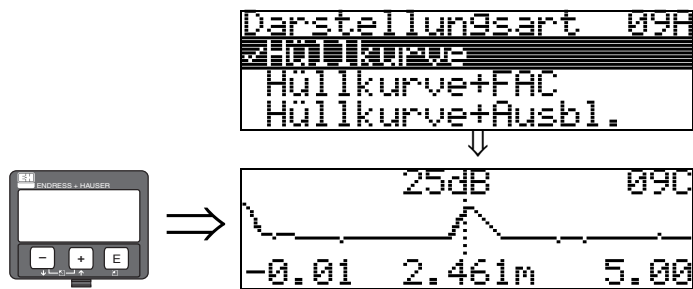 Darstellungsart 09A
✓Hüllkurve
Hüllkurve+FAC
Hüllkurve+Ausbl.
⇓
ENDRESS + HAUSER
- + E
⇒
25dB 09C
-0.01 2.461m 5.00